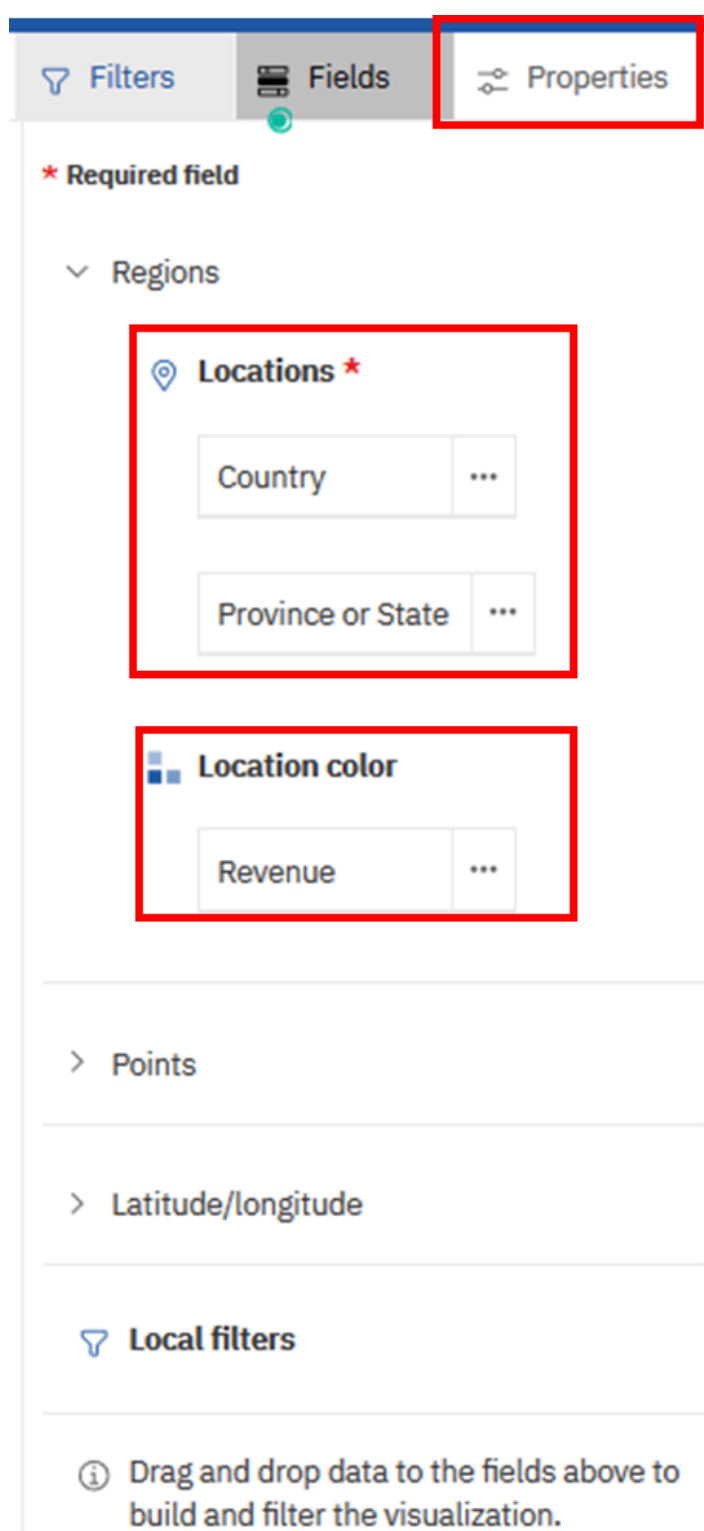 Filters Fields Properties
* Required field
Regions
Locations *
Country ...
Province or State ...
Location color
Revenue ...
Points
Latitude/longitude
Local filters
Drag and drop data to the fields above to
build and filter the visualization.